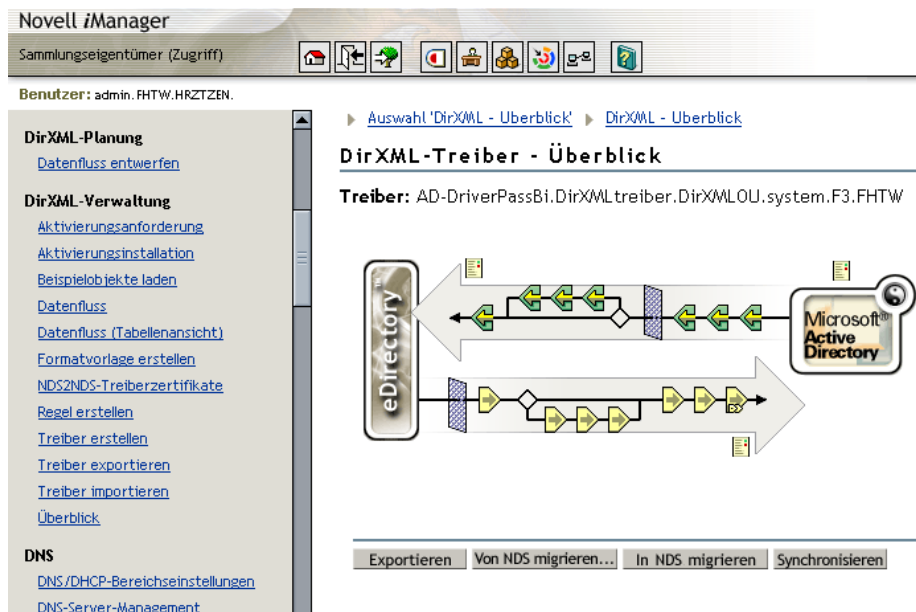 Novell iManager
Sammlungseigentümer (Zugriff)
Benutzer: admin.FHTW.HRZTZEN.
DirXML-Planung
Datenfluss entwerfen
DirXML-Verwaltung
Aktivierungsanforderung
Aktivierungsinstallation
Beispielobjekte laden
Datenfluss
Datenfluss (Tabellenansicht)
Formatvorlage erstellen
NDS2NDS-Treiberzertifikate
Regel erstellen
Treiber erstellen
Treiber exportieren
Treiber importieren
Überblick
DNS
DNS/DHCP-Bereichseinstellungen
DNS-Server-Management
Auswahl 'DirXML - Überblick' DirXML - Überblick
DirXML-Treiber - Überblick
Treiber: AD-DriverPassBi.DirXMLtreiber.DirXMLOU.system.F3.FHTW
eDirectory™
Microsoft®
Active
Directory
Exportieren Von NDS migrieren... In NDS migrieren Synchronisieren